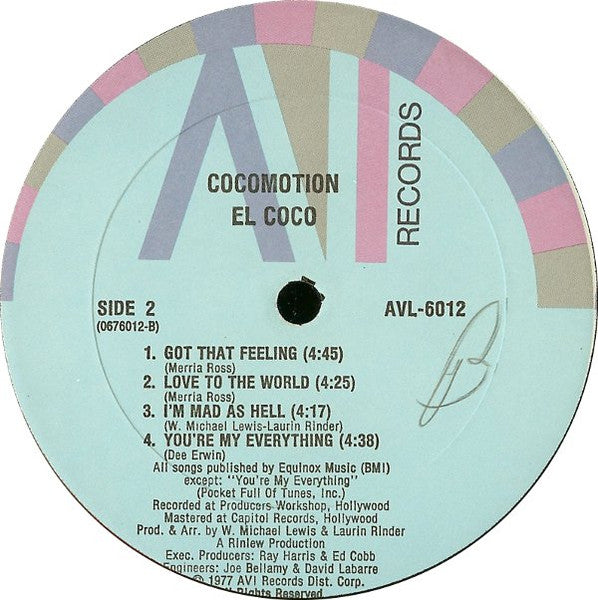 AVI
RECORDS
COCOMOTION
EL COCO
SIDE 2
(0676012-B)
AVL-6012
1. GOT THAT FEELING (4:45)
(Merria Ross)
2. LOVE TO THE WORLD (4:25)
(Merria Ross)
3. I'M MAD AS HELL (4:17)
(W. Michael Lewis-Laurin Rinder)
4. YOU'RE MY EVERYTHING (4:38)
(Dee Erwin)
All songs published by Equinox Music (BMI)
except: "You're My Everything"
(Pocket Full Of Tunes, Inc.)
Recorded at Producers Workshop, Hollywood
Mastered at Capitol Records, Hollywood
Prod. & Arr. by W. Michael Lewis & Laurin Rinder
A Rinlew Production
Exec. Producers: Ray Harris & Ed Cobb
Engineers: Joe Bellamy & David Labarre
© 1977 AVI Records Dist. Corp.
All Rights Reserved